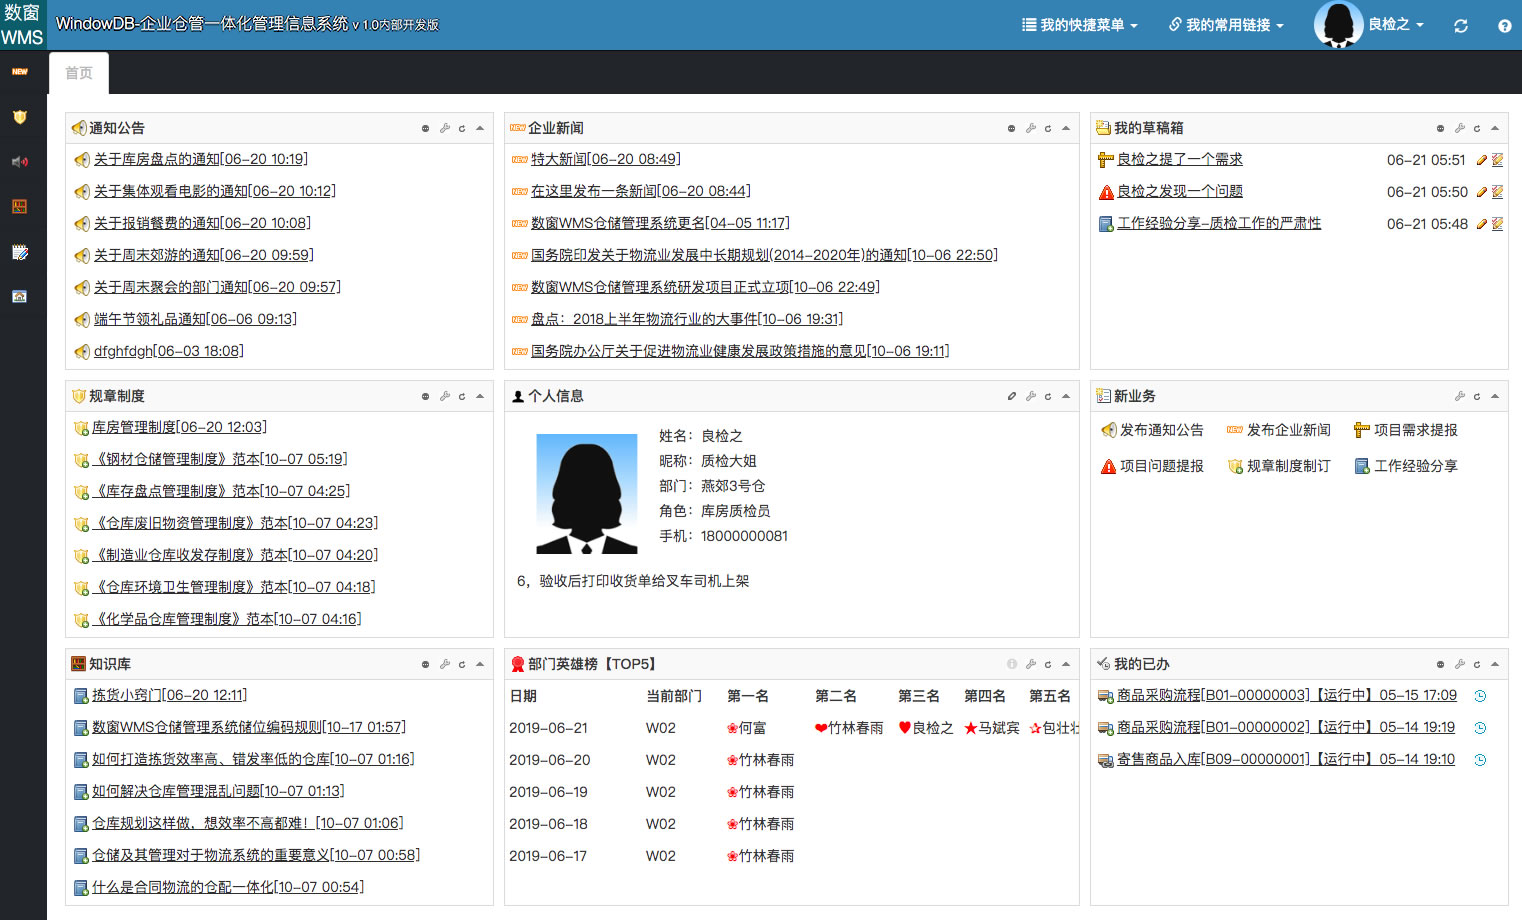 数窗
WMS
WindowDB-企业仓管一体化管理信息系统 v 1.0内部开发版
我的快捷菜单
我的常用链接
良检之
首页
通知公告
关于库房盘点的通知[06-20 10:19]
关于集体观看电影的通知[06-20 10:12]
关于报销餐费的通知[06-20 10:08]
关于周末郊游的通知[06-20 09:59]
关于周末聚会的部门通知[06-20 09:57]
端午节领礼品通知[06-06 09:13]
dfghfdgh[06-03 18:08]
NEW 企业新闻
NEW 特大新闻[06-20 08:49]
NEW 在这里发布一条新闻[06-20 08:44]
NEW 数窗WMS仓储管理系统更名[04-05 11:17]
NEW 国务院印发关于物流业发展中长期规划(2014-2020年)的通知[10-06 22:50]
NEW 数窗WMS仓储管理系统研发项目正式立项[10-06 22:49]
NEW 盘点：2018上半年物流行业的大事件[10-06 19:31]
NEW 国务院办公厅关于促进物流业健康发展政策措施的意见[10-06 19:11]
我的草稿箱
良检之提了一个需求 06-21 05:51
良检之发现一个问题 06-21 05:50
工作经验分享-质检工作的严肃性 06-21 05:48
规章制度
库房管理制度[06-20 12:03]
《钢材仓储管理制度》范本[10-07 05:19]
《库存盘点管理制度》范本[10-07 04:25]
《仓库废旧物资管理制度》范本[10-07 04:23]
《制造业仓库收发存制度》范本[10-07 04:20]
《仓库环境卫生管理制度》范本[10-07 04:18]
《化学品仓库管理制度》范本[10-07 04:16]
个人信息
姓名：良检之
昵称：质检大姐
部门：燕郊3号仓
角色：库房质检员
手机：18000000081
6，验收后打印收货单给叉车司机上架
新业务
发布通知公告 NEW 发布企业新闻 项目需求提报
项目问题提报 规章制度制订 工作经验分享
知识库
拣货小窍门[06-20 12:11]
数窗WMS仓储管理系统储位编码规则[10-17 01:57]
如何打造拣货效率高、错发率低的仓库[10-07 01:16]
如何解决仓库管理混乱问题[10-07 01:13]
仓库规划这样做，想效率不高都难！[10-07 01:06]
仓储及其管理对于物流系统的重要意义[10-07 00:58]
什么是合同物流的仓配一体化[10-07 00:54]
部门英雄榜【TOP5】
日期 当前部门 第一名 第二名 第三名 第四名 第五名
2019-06-21 W02 ❀何富 ❤竹林春雨 ♥良检之 ★马斌宾 ✰包壮壮
2019-06-20 W02 ❀竹林春雨
2019-06-19 W02 ❀竹林春雨
2019-06-18 W02 ❀竹林春雨
2019-06-17 W02 ❀竹林春雨
我的已办
商品采购流程[B01-00000003]【运行中】05-15 17:09
商品采购流程[B01-00000002]【运行中】05-14 19:19
寄售商品入库[B09-00000001]【运行中】05-14 19:10